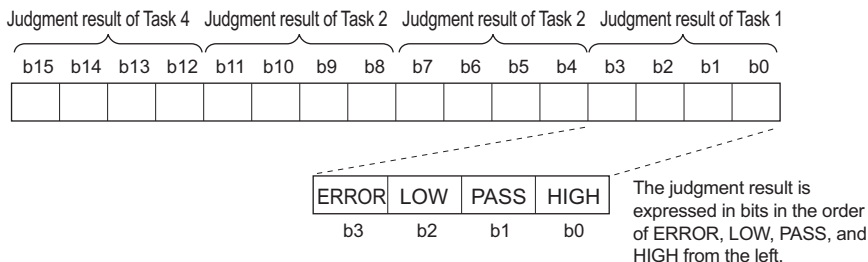 Judgment result of Task 4 Judgment result of Task 2 Judgment result of Task 2 Judgment result of Task 1
b15 b14 b13 b12 b11 b10 b9 b8 b7 b6 b5 b4 b3 b2 b1 b0
ERROR LOW PASS HIGH
b3 b2 b1 b0
The judgment result is
expressed in bits in the order
of ERROR, LOW, PASS, and
HIGH from the left.